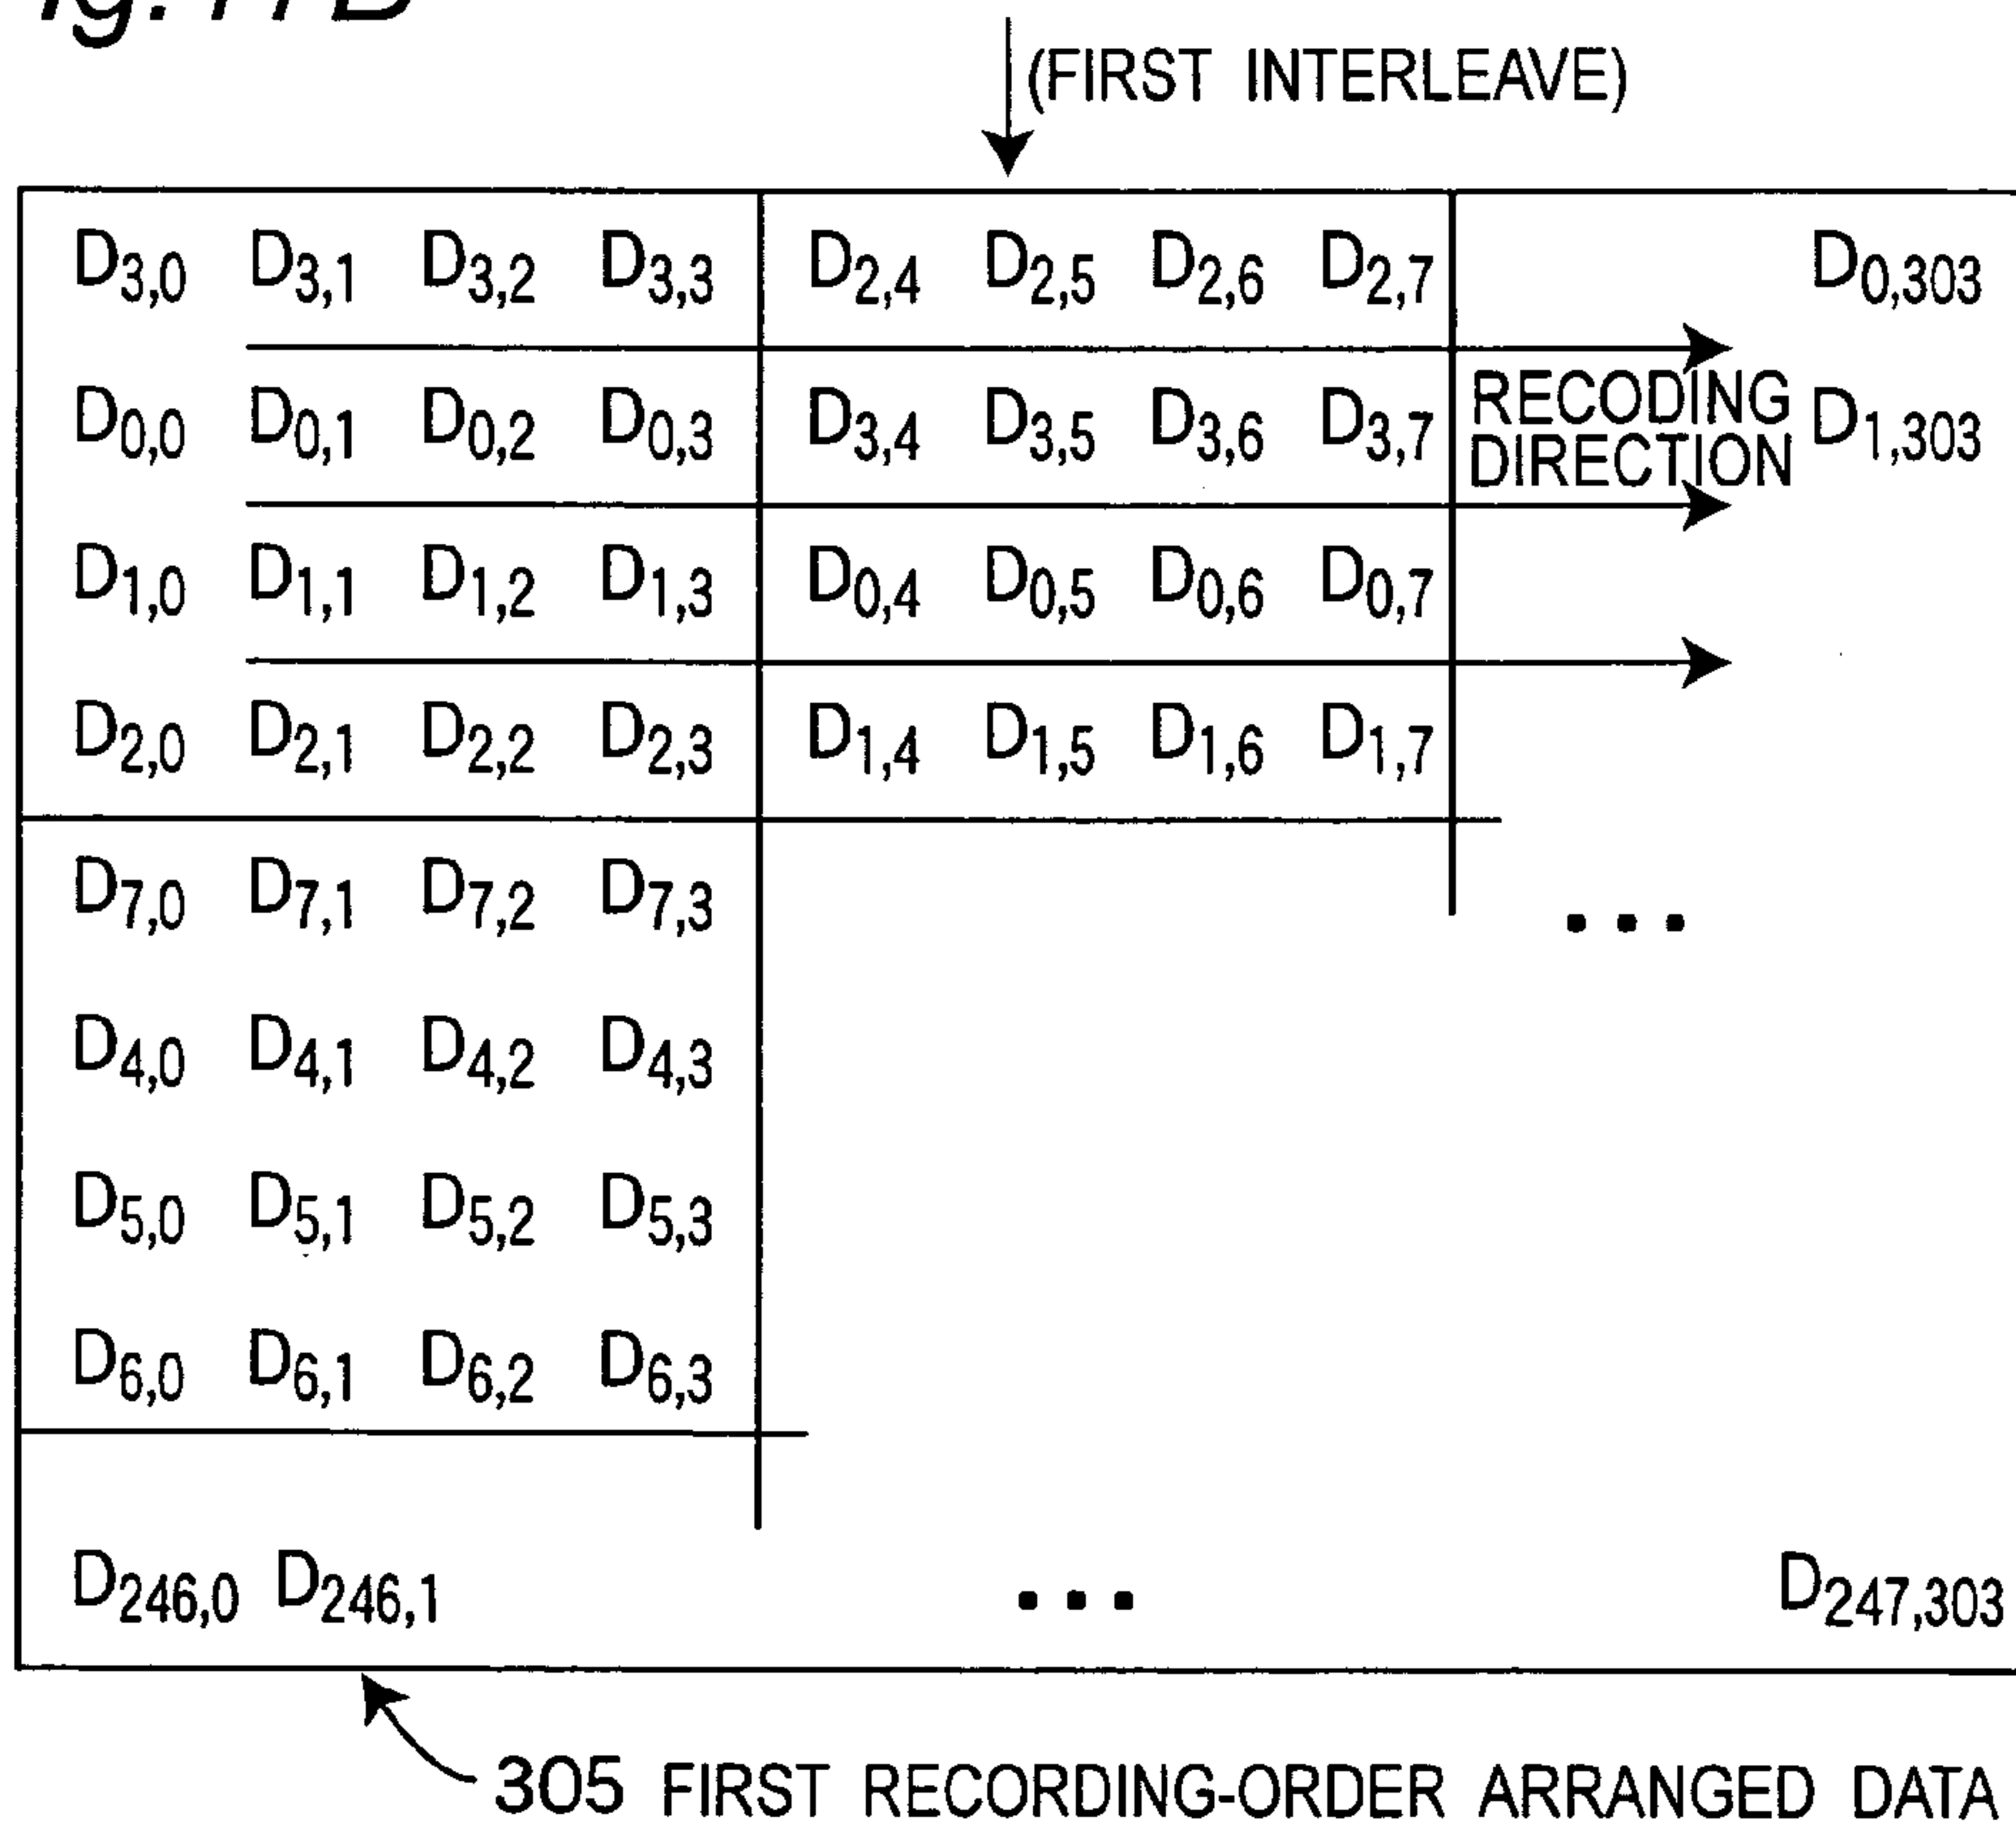 ig. 11B
(FIRST INTERLEAVE)
D3,0 D3,1 D3,2 D3,3 D2,4 D2,5 D2,6 D2,7 D0,303
D0,0 D0,1 D0,2 D0,3 D3,4 D3,5 D3,6 D3,7 RECODING DIRECTION D1,303
D1,0 D1,1 D1,2 D1,3 D0,4 D0,5 D0,6 D0,7
D2,0 D2,1 D2,2 D2,3 D1,4 D1,5 D1,6 D1,7
D7,0 D7,1 D7,2 D7,3 ...
D4,0 D4,1 D4,2 D4,3
D5,0 D5,1 D5,2 D5,3
D6,0 D6,1 D6,2 D6,3
D246,0 D246,1 ... D247,303
305 FIRST RECORDING-ORDER ARRANGED DATA